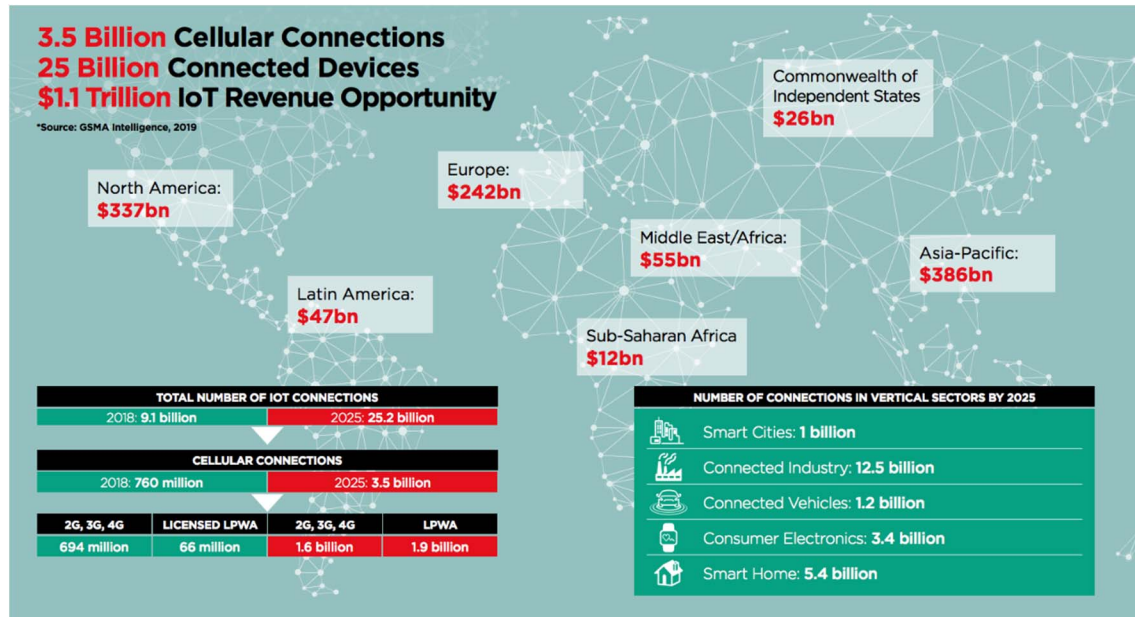 3.5 Billion Cellular Connections
25 Billion Connected Devices
$1.1 Trillion IoT Revenue Opportunity
*Source: GSMA Intelligence, 2019
Commonwealth of
Independent States
$26bn
Europe:
$242bn
North America:
$337bn
Middle East/Africa:
$55bn
Asia-Pacific:
$386bn
Latin America:
$47bn
Sub-Saharan Africa
$12bn
TOTAL NUMBER OF IOT CONNECTIONS
2018: 9.1 billion 2025: 25.2 billion
CELLULAR CONNECTIONS
2018: 760 million 2025: 3.5 billion
2G, 3G, 4G LICENSED LPWA 2G, 3G, 4G LPWA
694 million 66 million 1.6 billion 1.9 billion
NUMBER OF CONNECTIONS IN VERTICAL SECTORS BY 2025
Smart Cities: 1 billion
Connected Industry: 12.5 billion
Connected Vehicles: 1.2 billion
Consumer Electronics: 3.4 billion
Smart Home: 5.4 billion